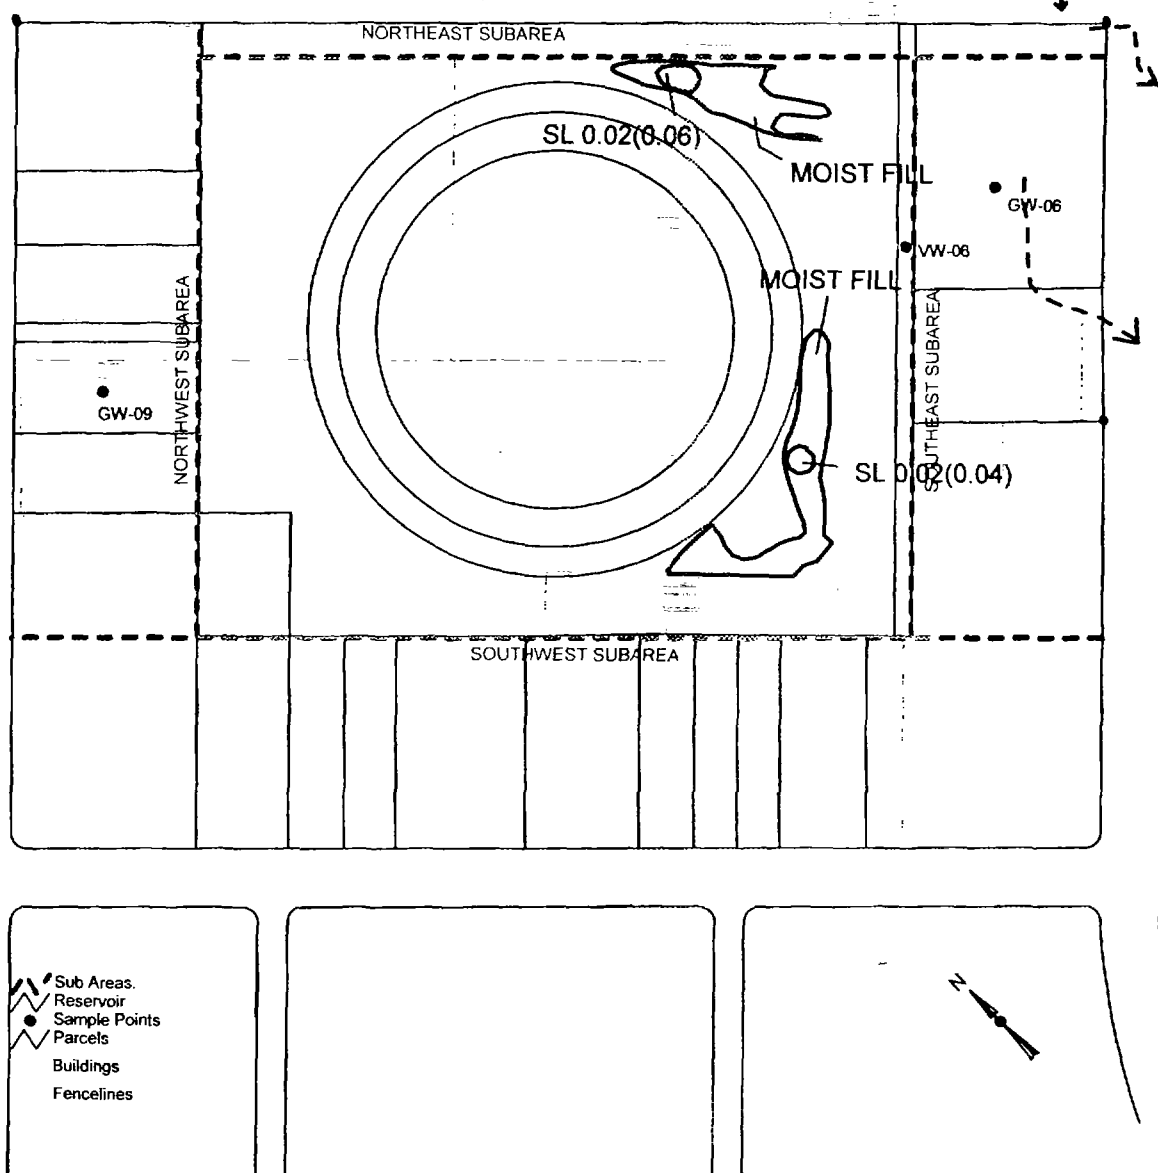 NORTHEAST SUBAREA
SL 0.02(0.06)
MOIST FILL
GW-06
VW-06
MOIST FILL
NORTHWEST SUBAREA
SOUTHEAST SUBAREA
GW-09
SL 0.02(0.04)
SOUTHWEST SUBAREA
N
Sub Areas.
Reservoir
Sample Points
Parcels
Buildings
Fencelines